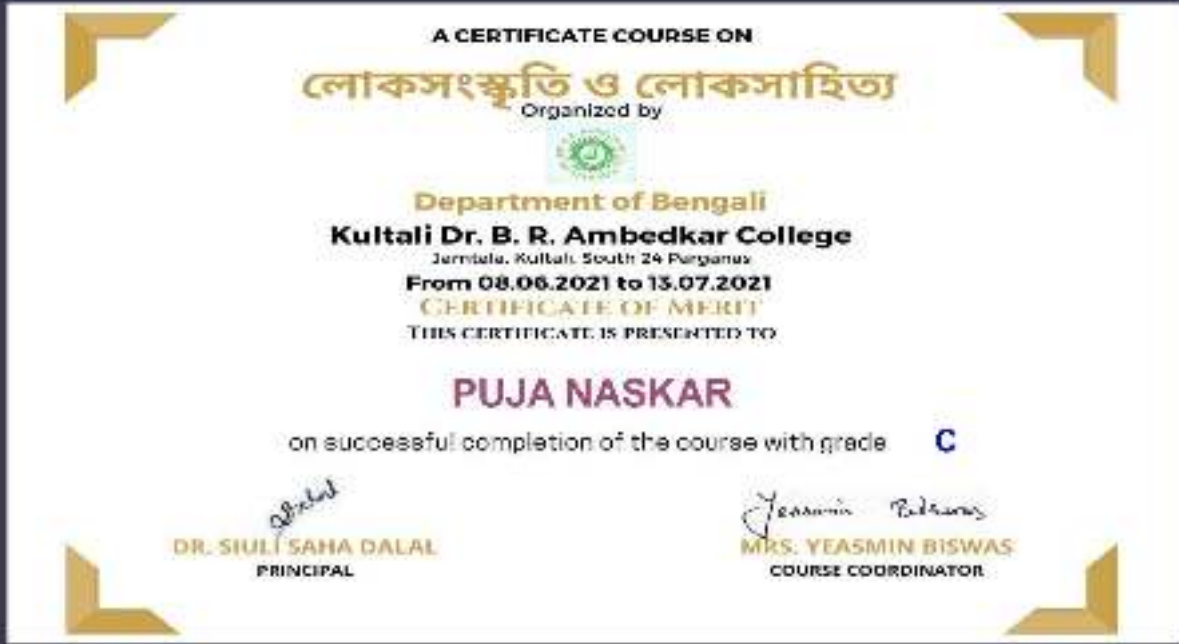 A CERTIFICATE COURSE ON
লোকসংস্কৃতি ও লোকসাহিত্য
Organized by
Department of Bengali
Kultali Dr. B. R. Ambedkar College
Jamtala, Kultali, South 24 Parganas
From 08.06.2021 to 13.07.2021
CERTIFICATE OF MERIT
THIS CERTIFICATE IS PRESENTED TO
PUJA NASKAR
on successful completion of the course with grade C
Yeasmin Biswas
DR. SIULI SAHA DALAL
MRS. YEASMIN BISWAS
PRINCIPAL
COURSE COORDINATOR